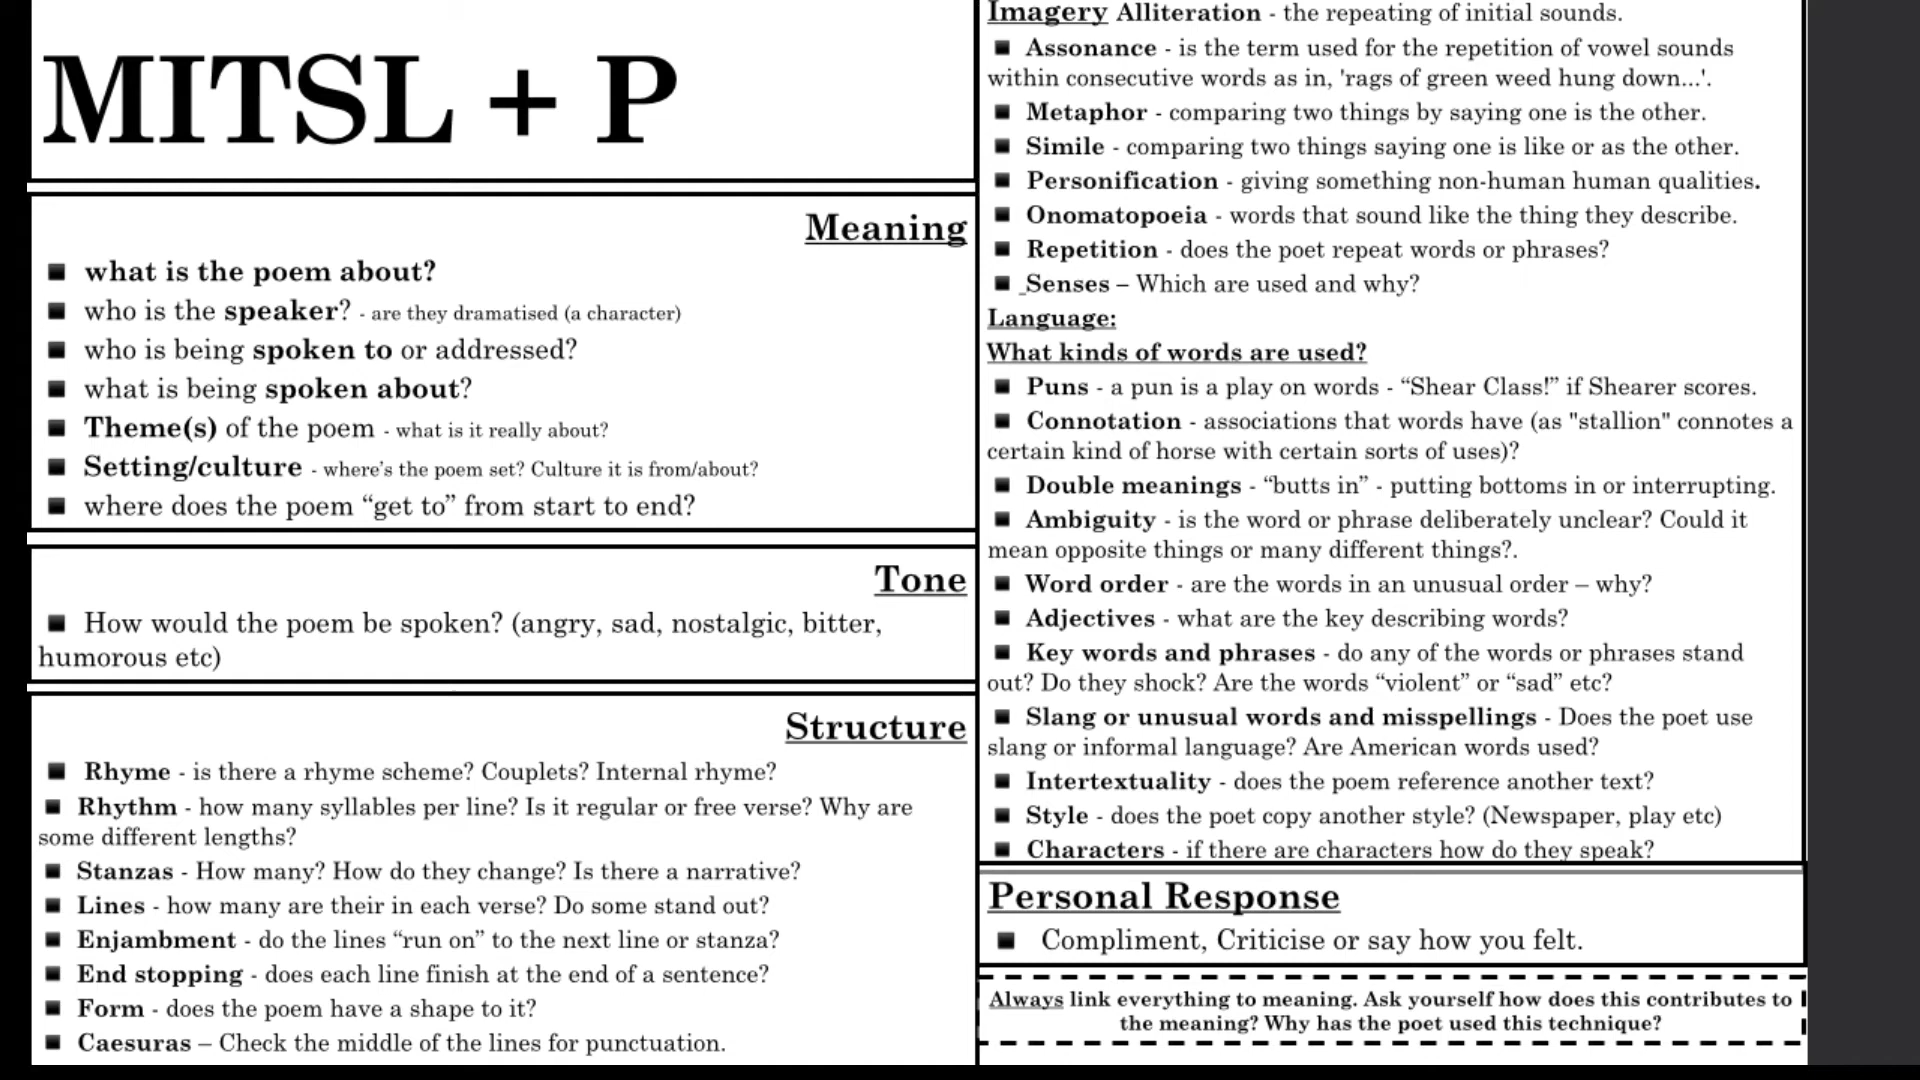 MITSL + P
Meaning
■ what is the poem about?
■ who is the speaker? - are they dramatised (a character)
■ who is being spoken to or addressed?
■ what is being spoken about?
■ Theme(s) of the poem - what is it really about?
■ Setting/culture - where's the poem set? Culture it is from/about?
■ where does the poem “get to” from start to end?
Tone
■ How would the poem be spoken? (angry, sad, nostalgic, bitter,
humorous etc)
Structure
■ Rhyme - is there a rhyme scheme? Couplets? Internal rhyme?
■ Rhythm - how many syllables per line? Is it regular or free verse? Why are
some different lengths?
■ Stanzas - How many? How do they change? Is there a narrative?
■ Lines - how many are their in each verse? Do some stand out?
■ Enjambment - do the lines “run on” to the next line or stanza?
■ End stopping - does each line finish at the end of a sentence?
■ Form - does the poem have a shape to it?
■ Caesuras – Check the middle of the lines for punctuation.
Imagery Alliteration - the repeating of initial sounds.
■ Assonance - is the term used for the repetition of vowel sounds
within consecutive words as in, 'rags of green weed hung down...'.
■ Metaphor - comparing two things by saying one is the other.
■ Simile - comparing two things saying one is like or as the other.
■ Personification - giving something non-human human qualities.
■ Onomatopoeia - words that sound like the thing they describe.
■ Repetition - does the poet repeat words or phrases?
■ Senses – Which are used and why?
Language:
What kinds of words are used?
■ Puns - a pun is a play on words - “Shear Class!” if Shearer scores.
■ Connotation - associations that words have (as "stallion" connotes a
certain kind of horse with certain sorts of uses)?
■ Double meanings - “butts in” - putting bottoms in or interrupting.
■ Ambiguity - is the word or phrase deliberately unclear? Could it
mean opposite things or many different things?.
■ Word order - are the words in an unusual order – why?
■ Adjectives - what are the key describing words?
■ Key words and phrases - do any of the words or phrases stand
out? Do they shock? Are the words “violent” or “sad” etc?
■ Slang or unusual words and misspellings - Does the poet use
slang or informal language? Are American words used?
■ Intertextuality - does the poem reference another text?
■ Style - does the poet copy another style? (Newspaper, play etc)
■ Characters - if there are characters how do they speak?
Personal Response
■ Compliment, Criticise or say how you felt.
Always link everything to meaning. Ask yourself how does this contributes to
the meaning? Why has the poet used this technique?